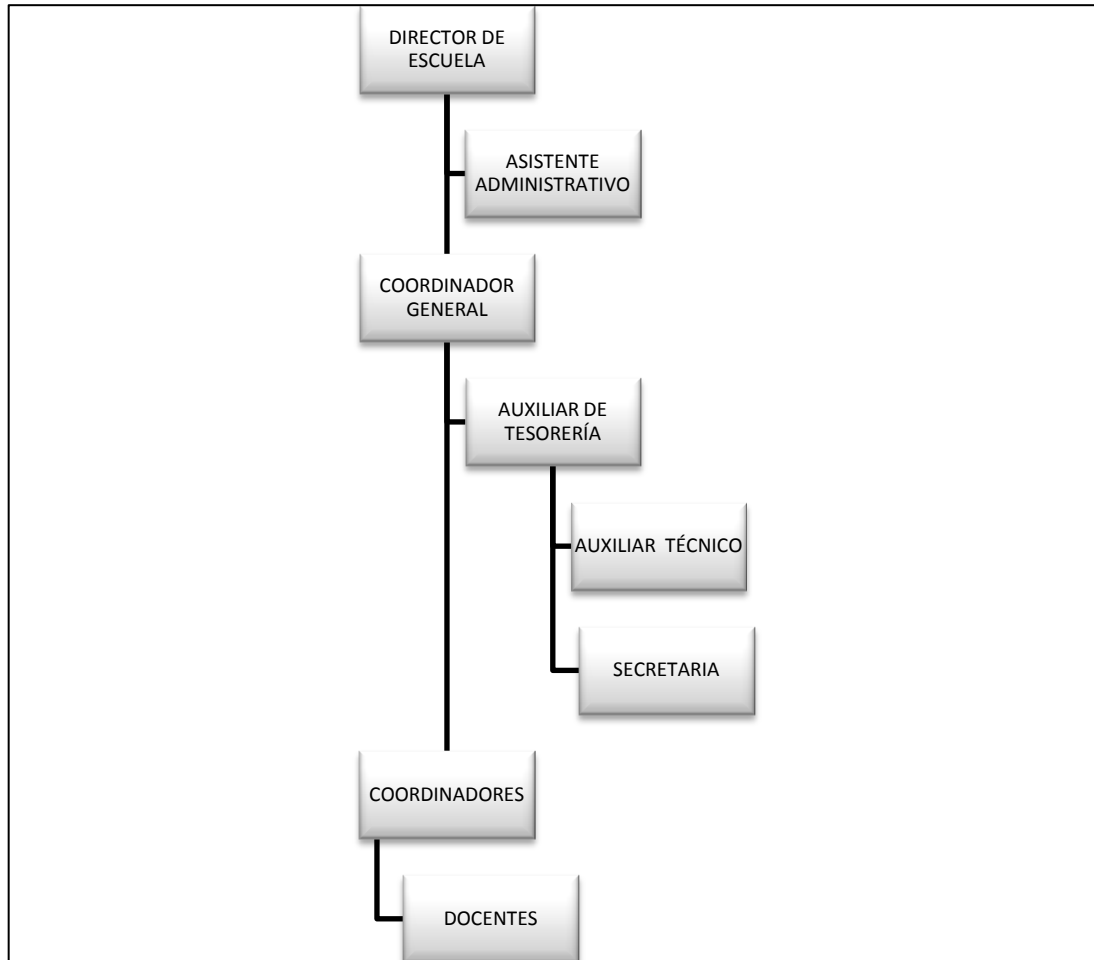 DIRECTOR DE
ESCUELA
ASISTENTE
ADMINISTRATIVO
COORDINADOR
GENERAL
AUXILIAR DE
TESORERÍA
AUXILIAR TÉCNICO
SECRETARIA
COORDINADORES
DOCENTES